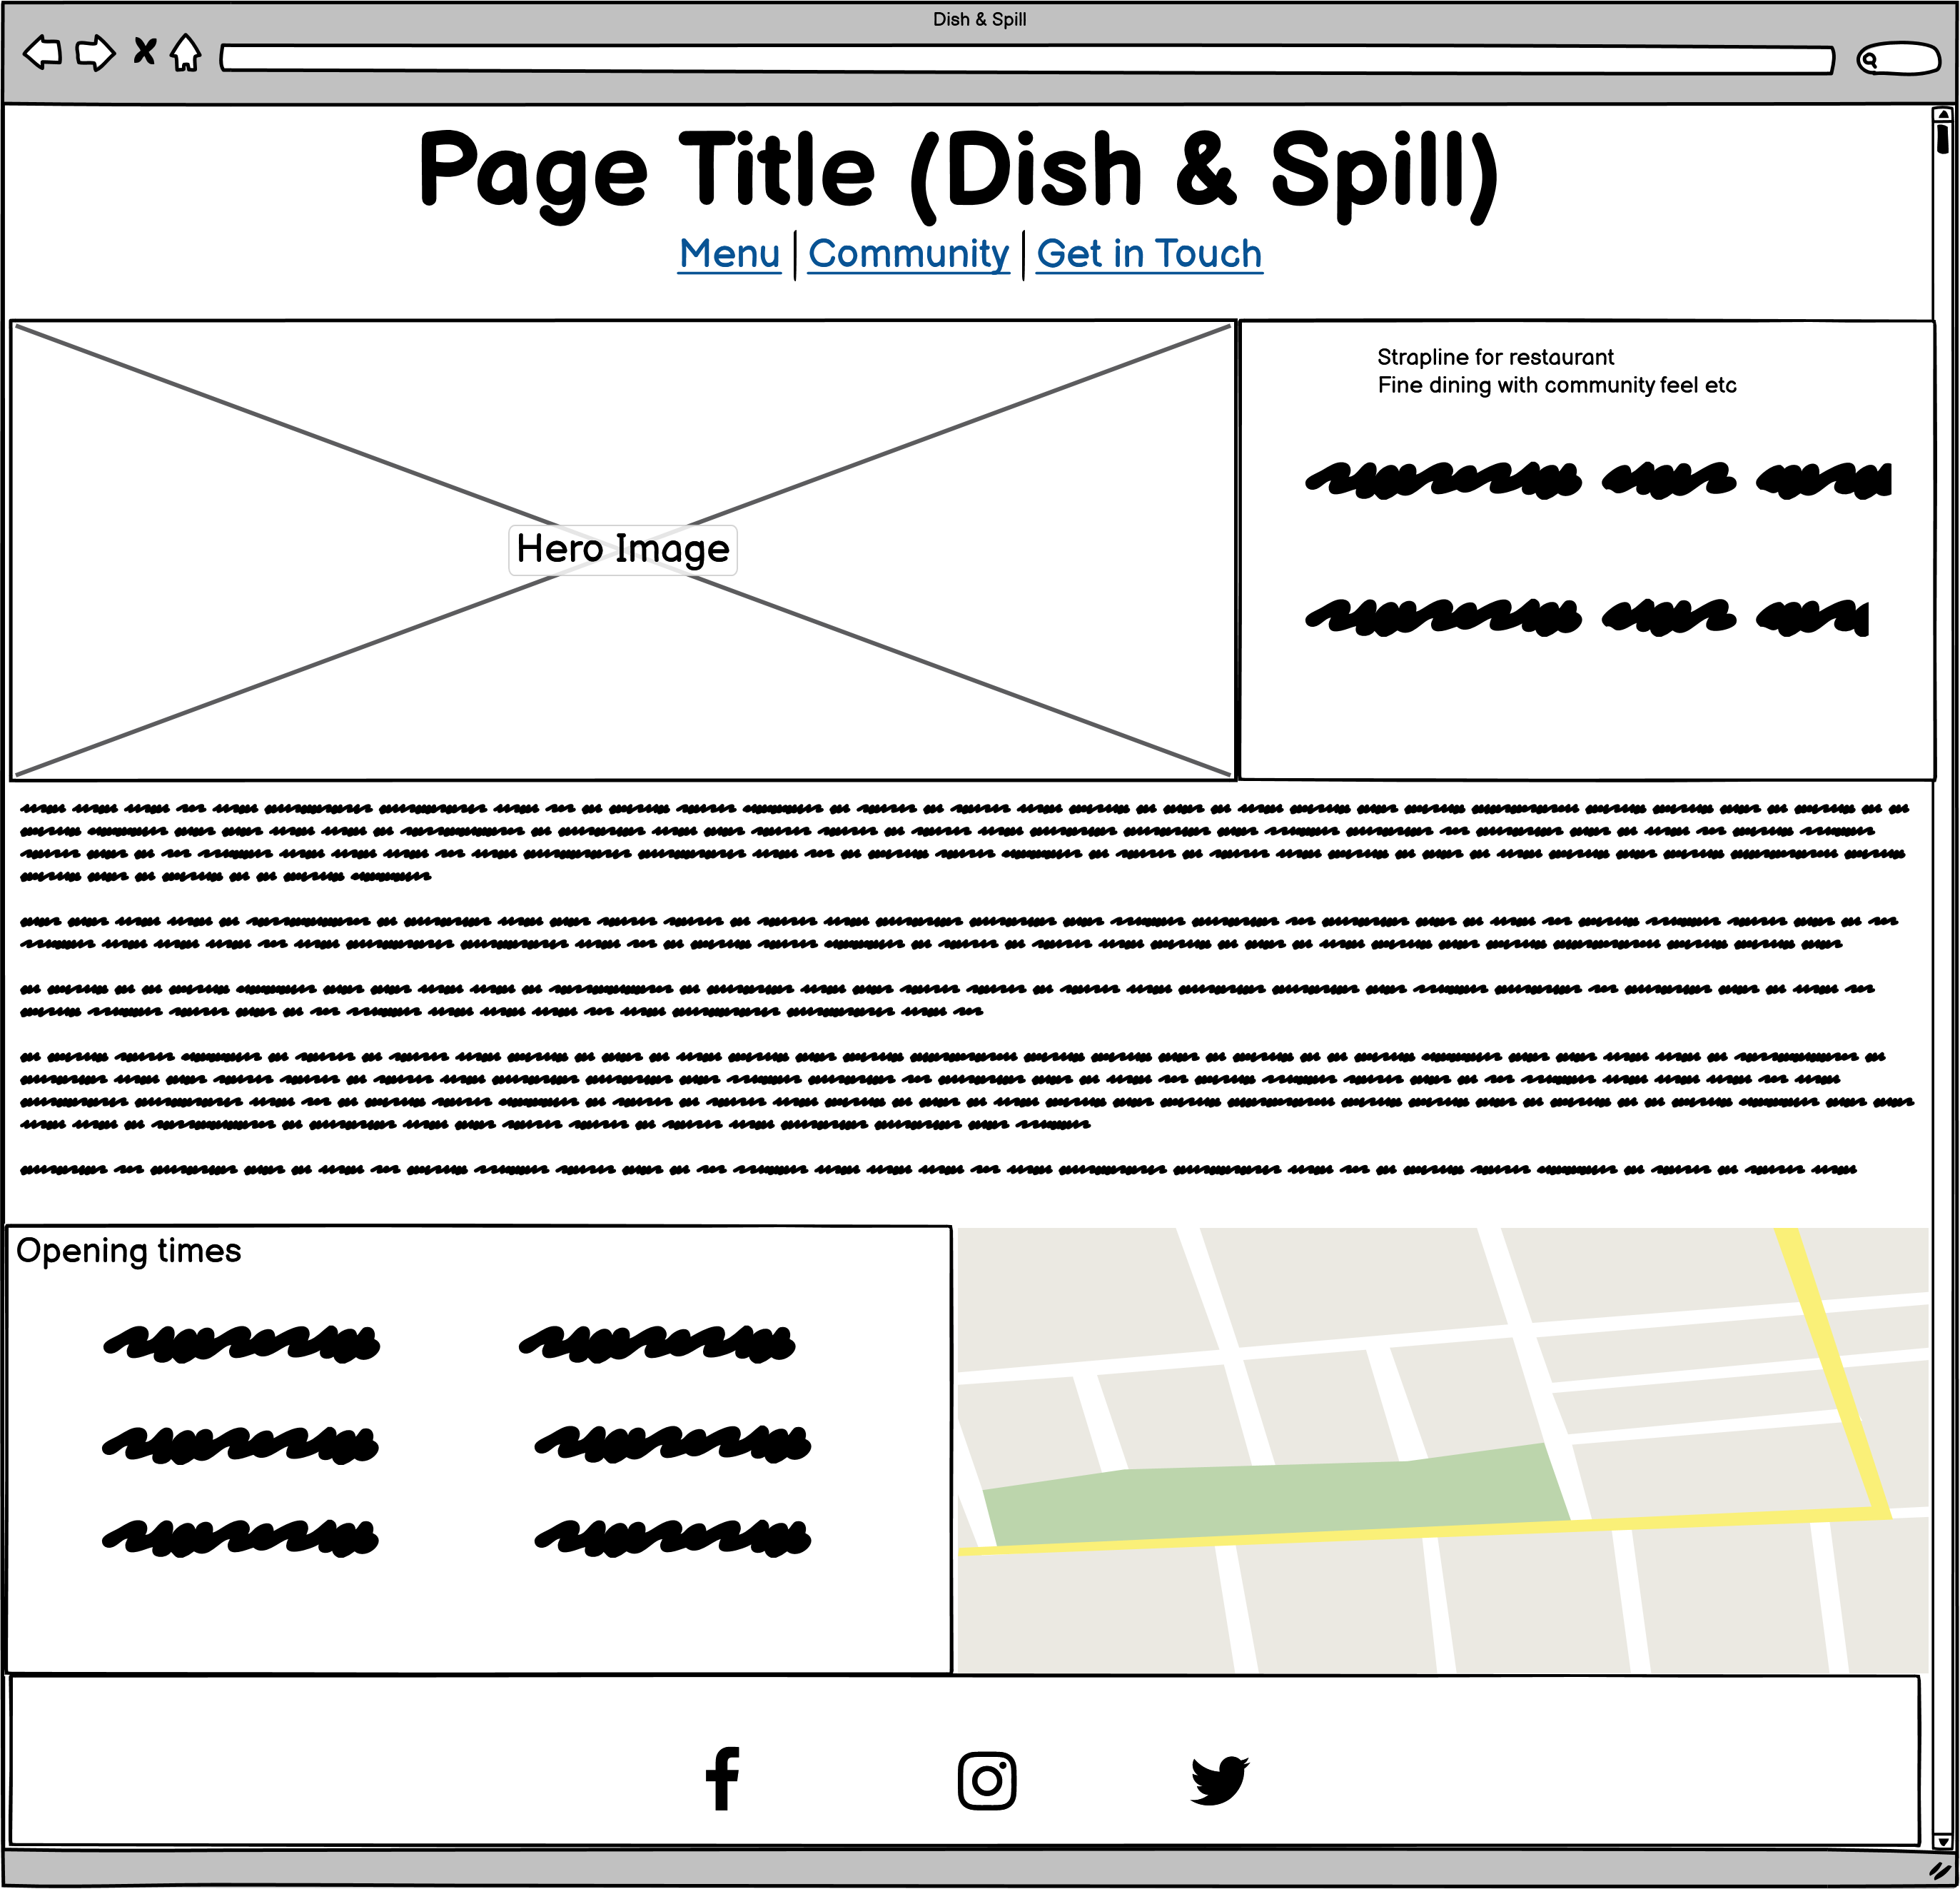 Dish & Spill
Page Title (Dish & Spill)
Menu | Community | Get in Touch
Strapline for restaurant
Fine dining with community feel etc
Hero Image
Opening times